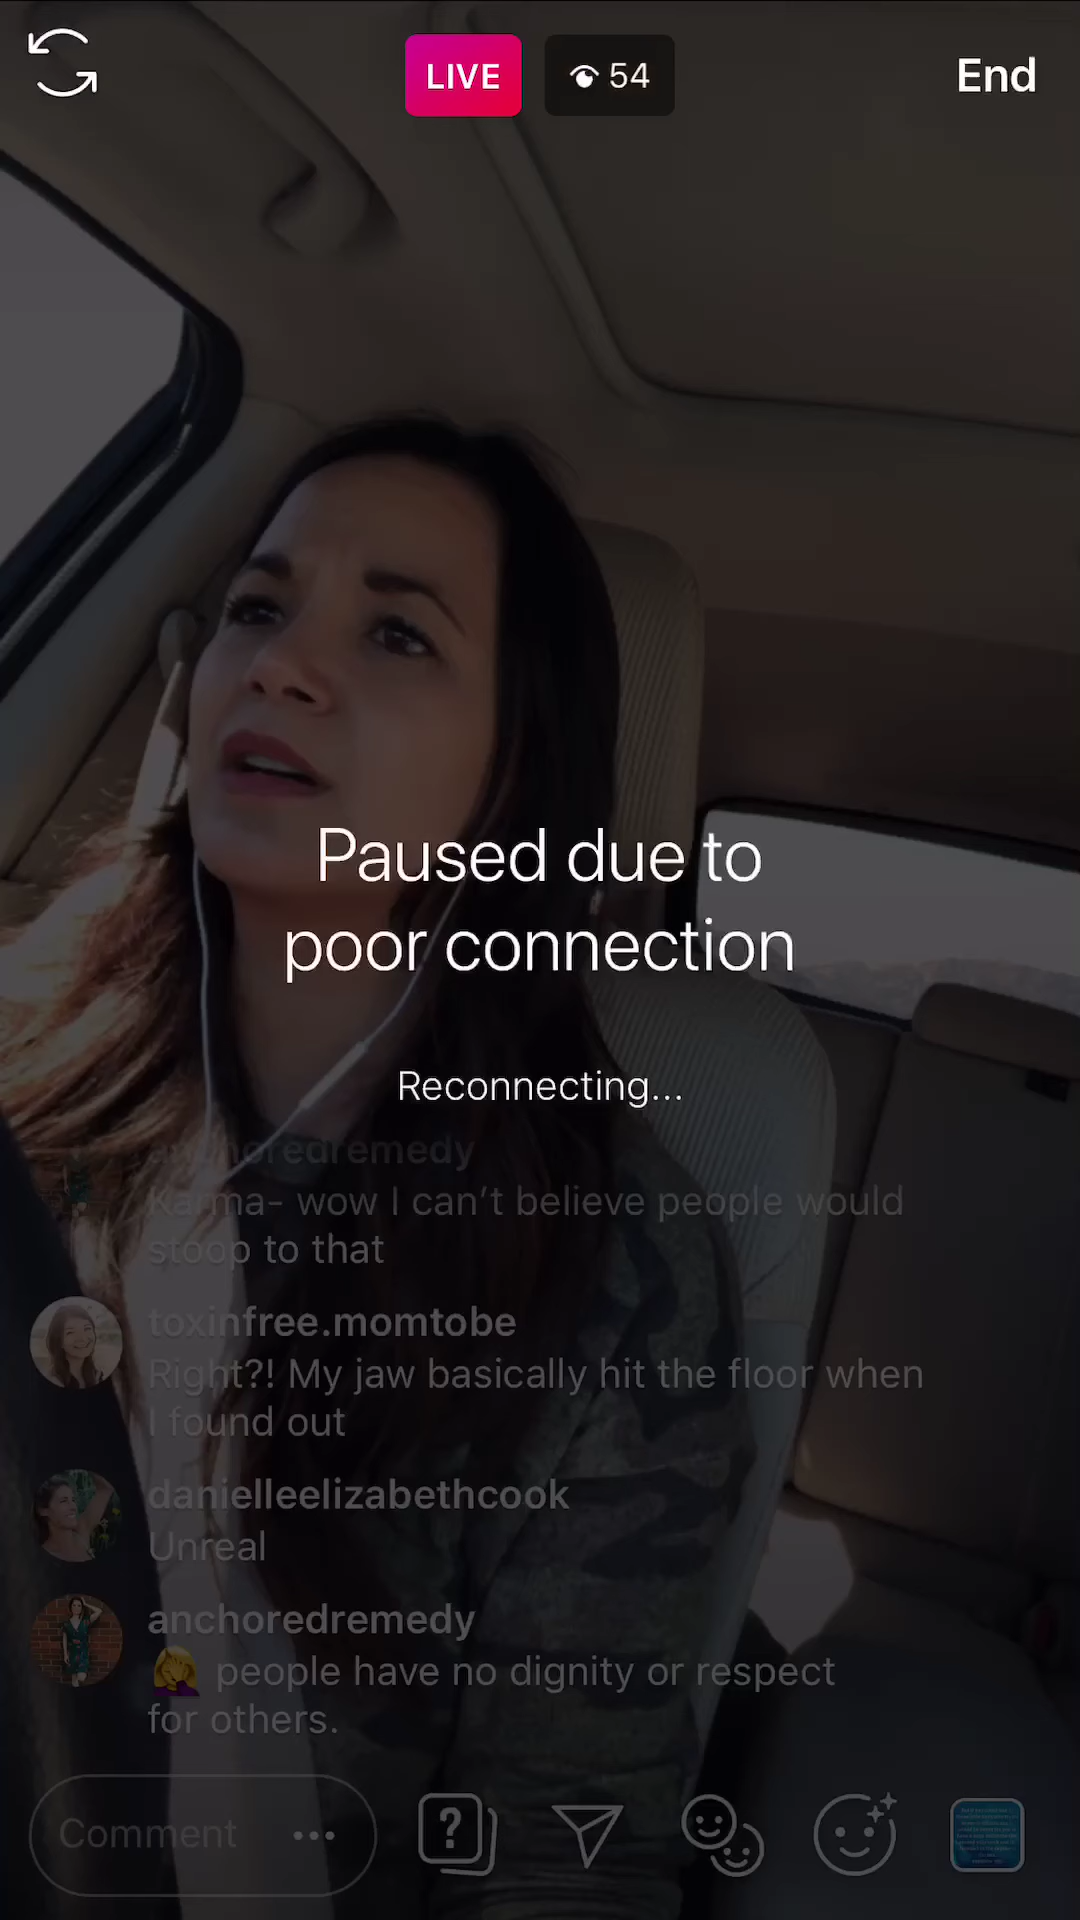 LIVE
54
End
Paused due to
poor connection
Reconnecting...
anchoredremedy
Karma- wow I can’t believe people would
stoop to that
toxinfree.momtobe
Right?! My jaw basically hit the floor when
I found out
danielleelizabethcook
Unreal
anchoredremedy
🤦‍♀️ people have no dignity or respect
for others.
Comment
?